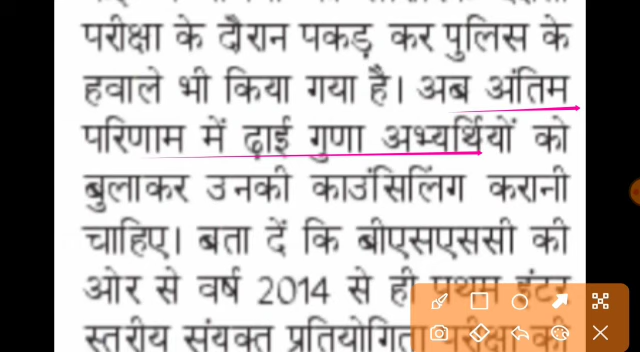 परीक्षा के दौरान पकड़ कर पुलिस के
हवाले भी किया गया है। अब अंतिम
परिणाम में ढ़ाई गुणा अभ्यर्थियों को
बुलाकर उनकी काउंसिलिंग करानी
चाहिए। बता दें कि बीएसएससी की
ओर से वर्ष 2014 से ही प्रथम इंटर
स्तरीय संयुक्त प्रतियोगिता परीक्षा की